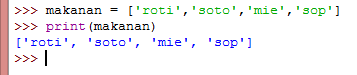 >>> makanan = ['roti','soto','mie','sop']
>>> print(makanan)
['roti', 'soto', 'mie', 'sop']
>>>